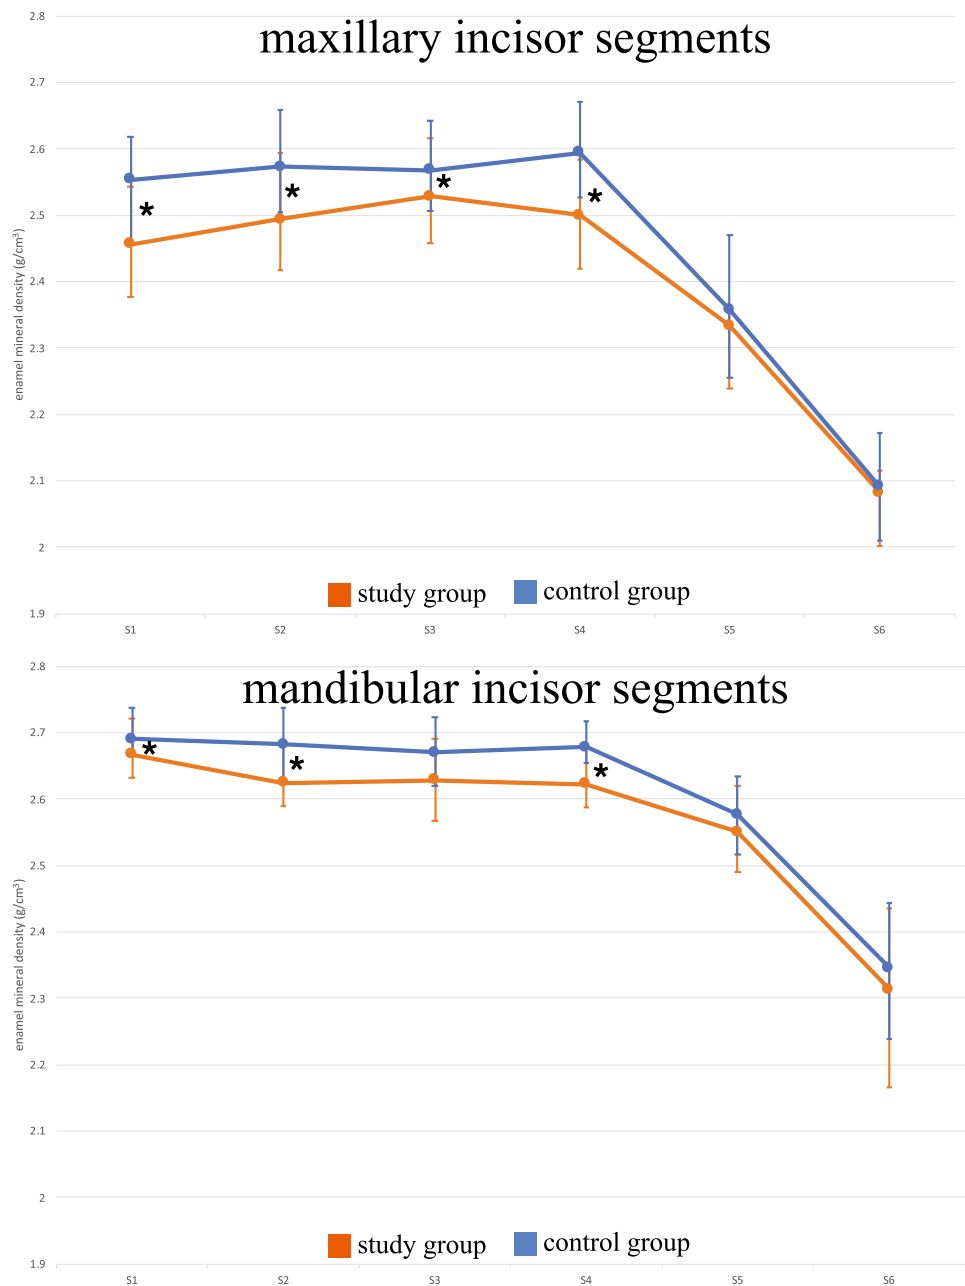 maxillary incisor segments
enamel mineral density (g/cm³)
2.8
2.7
2.6
2.5
2.4
2.3
2.2
2.1
2
1.9
*
*
*
*
study group
control group
S1 S2 S3 S4 S5 S6
mandibular incisor segments
enamel mineral density (g/cm³)
2.8
2.7
2.6
2.5
2.4
2.3
2.2
2.1
2
1.9
*
*
*
study group
control group
S1 S2 S3 S4 S5 S6